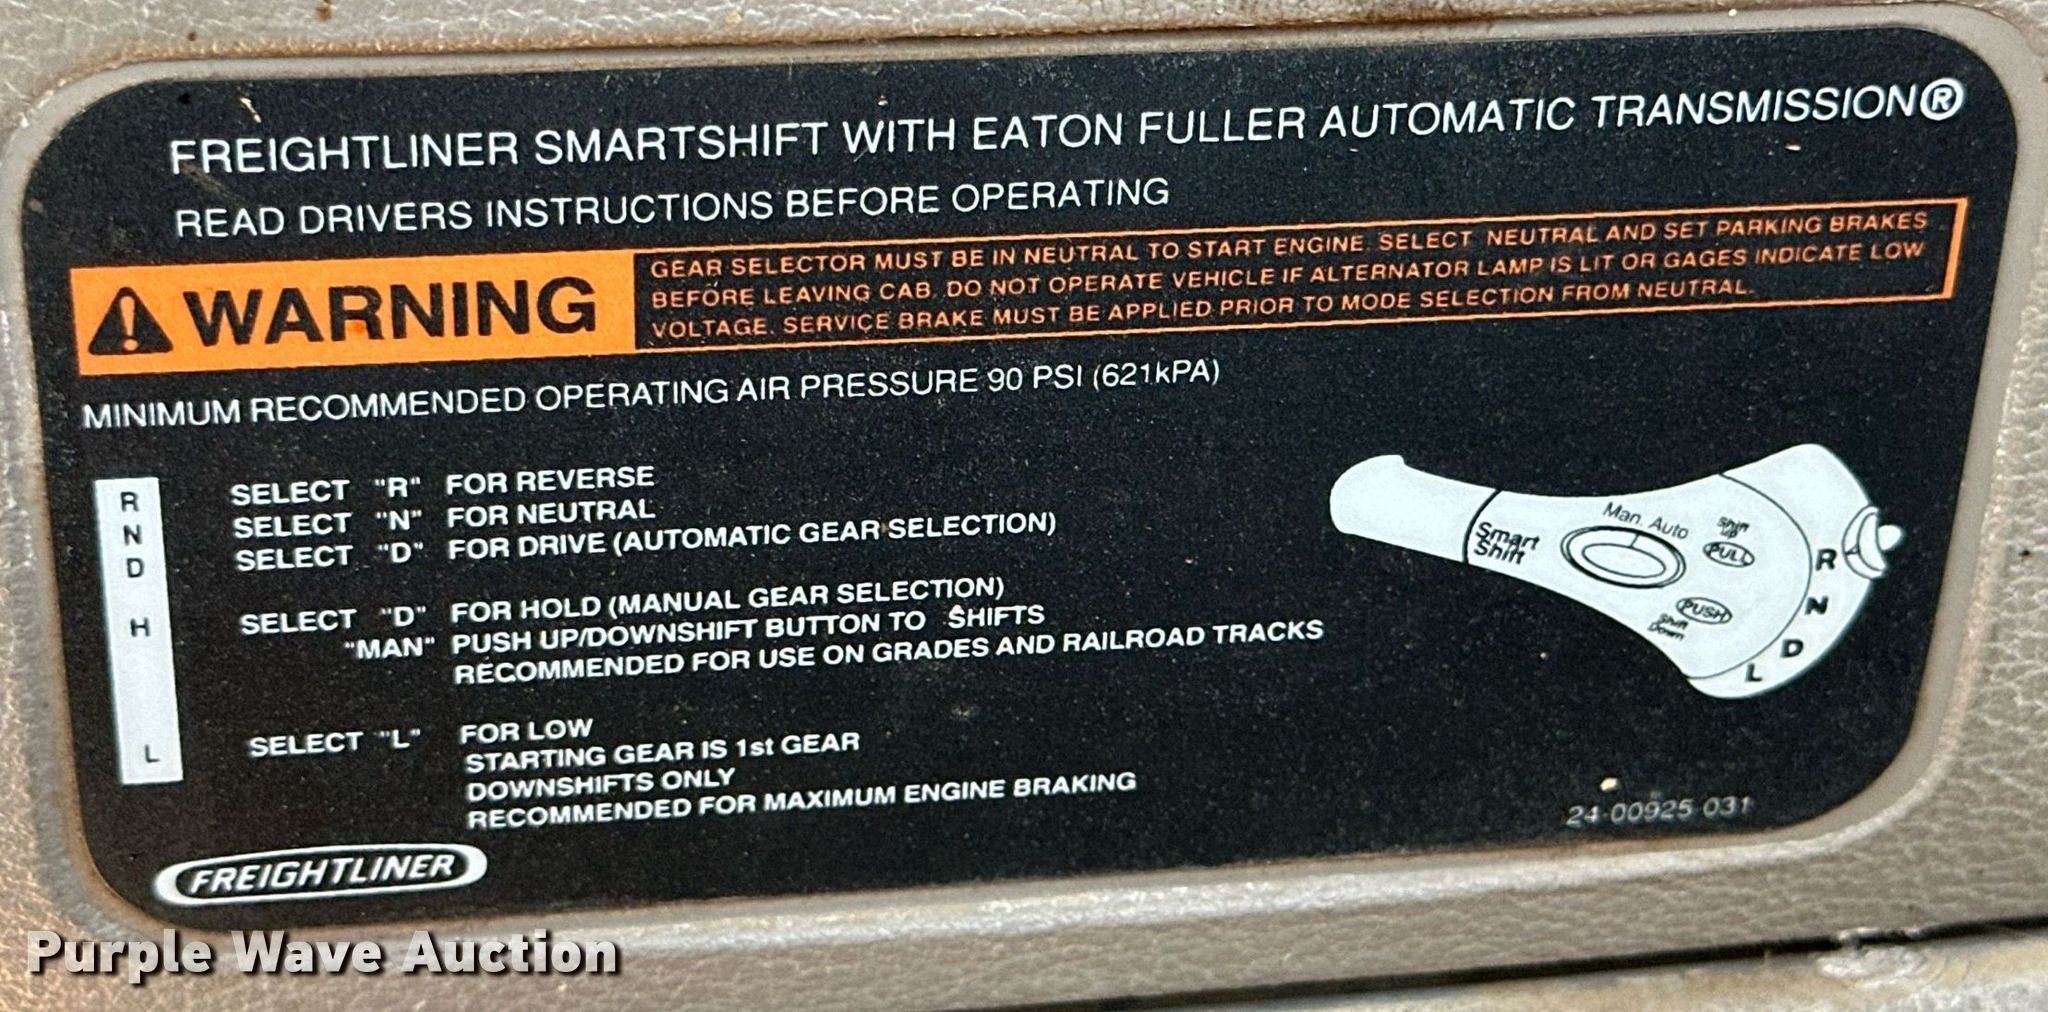 FREIGHTLINER SMARTSHIFT WITH EATON FULLER AUTOMATIC TRANSMISSION®
READ DRIVERS INSTRUCTIONS BEFORE OPERATING
WARNING
GEAR SELECTOR MUST BE IN NEUTRAL TO START ENGINE. SELECT NEUTRAL AND SET PARKING BRAKES
BEFORE LEAVING CAB. DO NOT OPERATE VEHICLE IF ALTERNATOR LAMP IS LIT OR GAGES INDICATE LOW
VOLTAGE. SERVICE BRAKE MUST BE APPLIED PRIOR TO MODE SELECTION FROM NEUTRAL.
MINIMUM RECOMMENDED OPERATING AIR PRESSURE 90 PSI (621kPA)
R
N
D
H
L
SELECT "R" FOR REVERSE
SELECT "N" FOR NEUTRAL
SELECT "D" FOR DRIVE (AUTOMATIC GEAR SELECTION)
SELECT "D" FOR HOLD (MANUAL GEAR SELECTION)
"MAN" PUSH UP/DOWNSHIFT BUTTON TO SHIFTS
RECOMMENDED FOR USE ON GRADES AND RAILROAD TRACKS
SELECT "L" FOR LOW
STARTING GEAR IS 1st GEAR
DOWNSHIFTS ONLY
RECOMMENDED FOR MAXIMUM ENGINE BRAKING
Smart
Shift
Man. Auto
Shift
up
PULL
PUSH
Shift
Down
R
N
D
L
24-00925-031
FREIGHTLINER
Purple Wave Auction